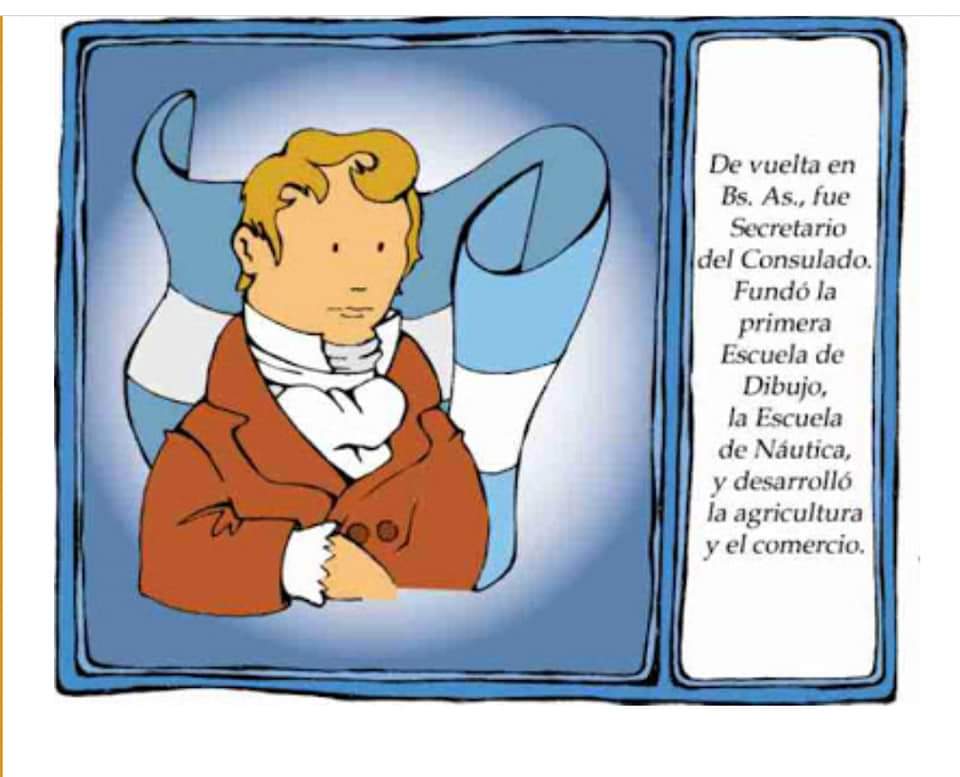 De vuelta en
Bs. As., fue
Secretario
del Consulado.
Fundó la
primera
Escuela de
Dibujo,
la Escuela
de Náutica,
y desarrolló
la agricultura
y el comercio.